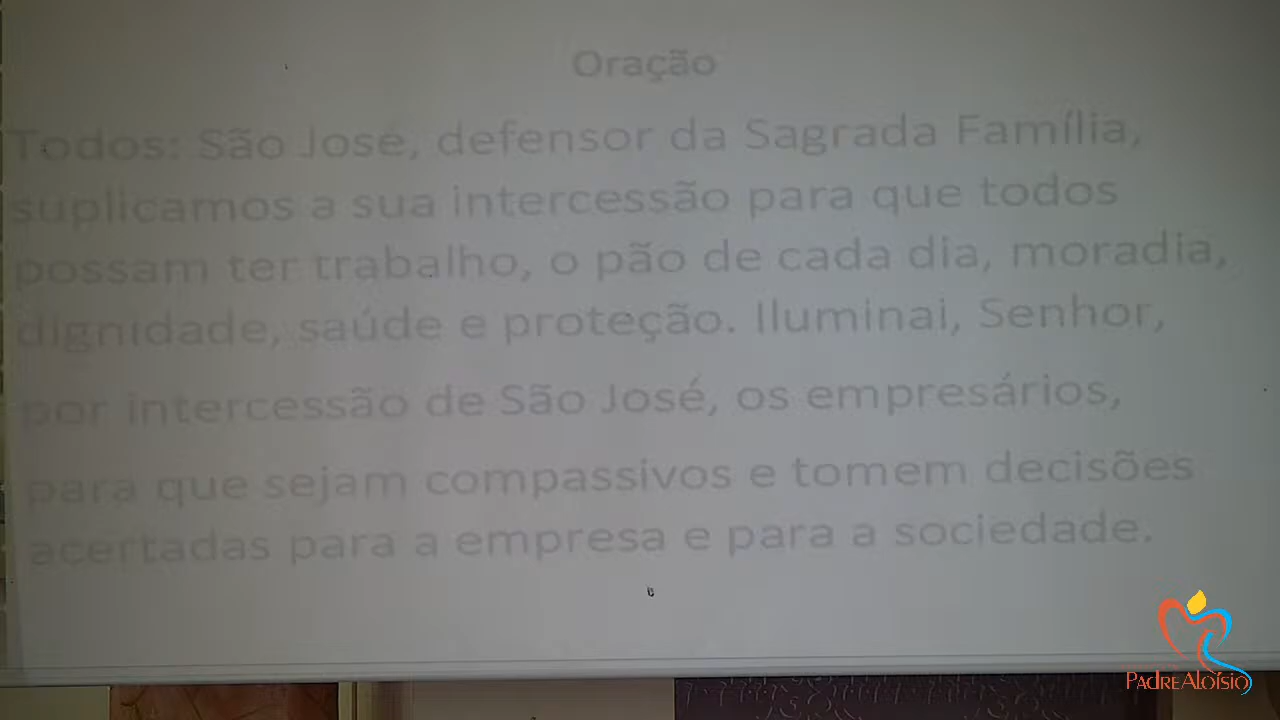 Oração
Todos: São José, defensor da Sagrada Família,
suplicamos a sua intercessão para que todos
possam ter trabalho, o pão de cada dia, moradia,
dignidade, saúde e proteção. Iluminai, Senhor,
por intercessão de São José, os empresários,
para que sejam compassivos e tomem decisões
acertadas para a empresa e para a sociedade.
PADRE ALOÍSIO